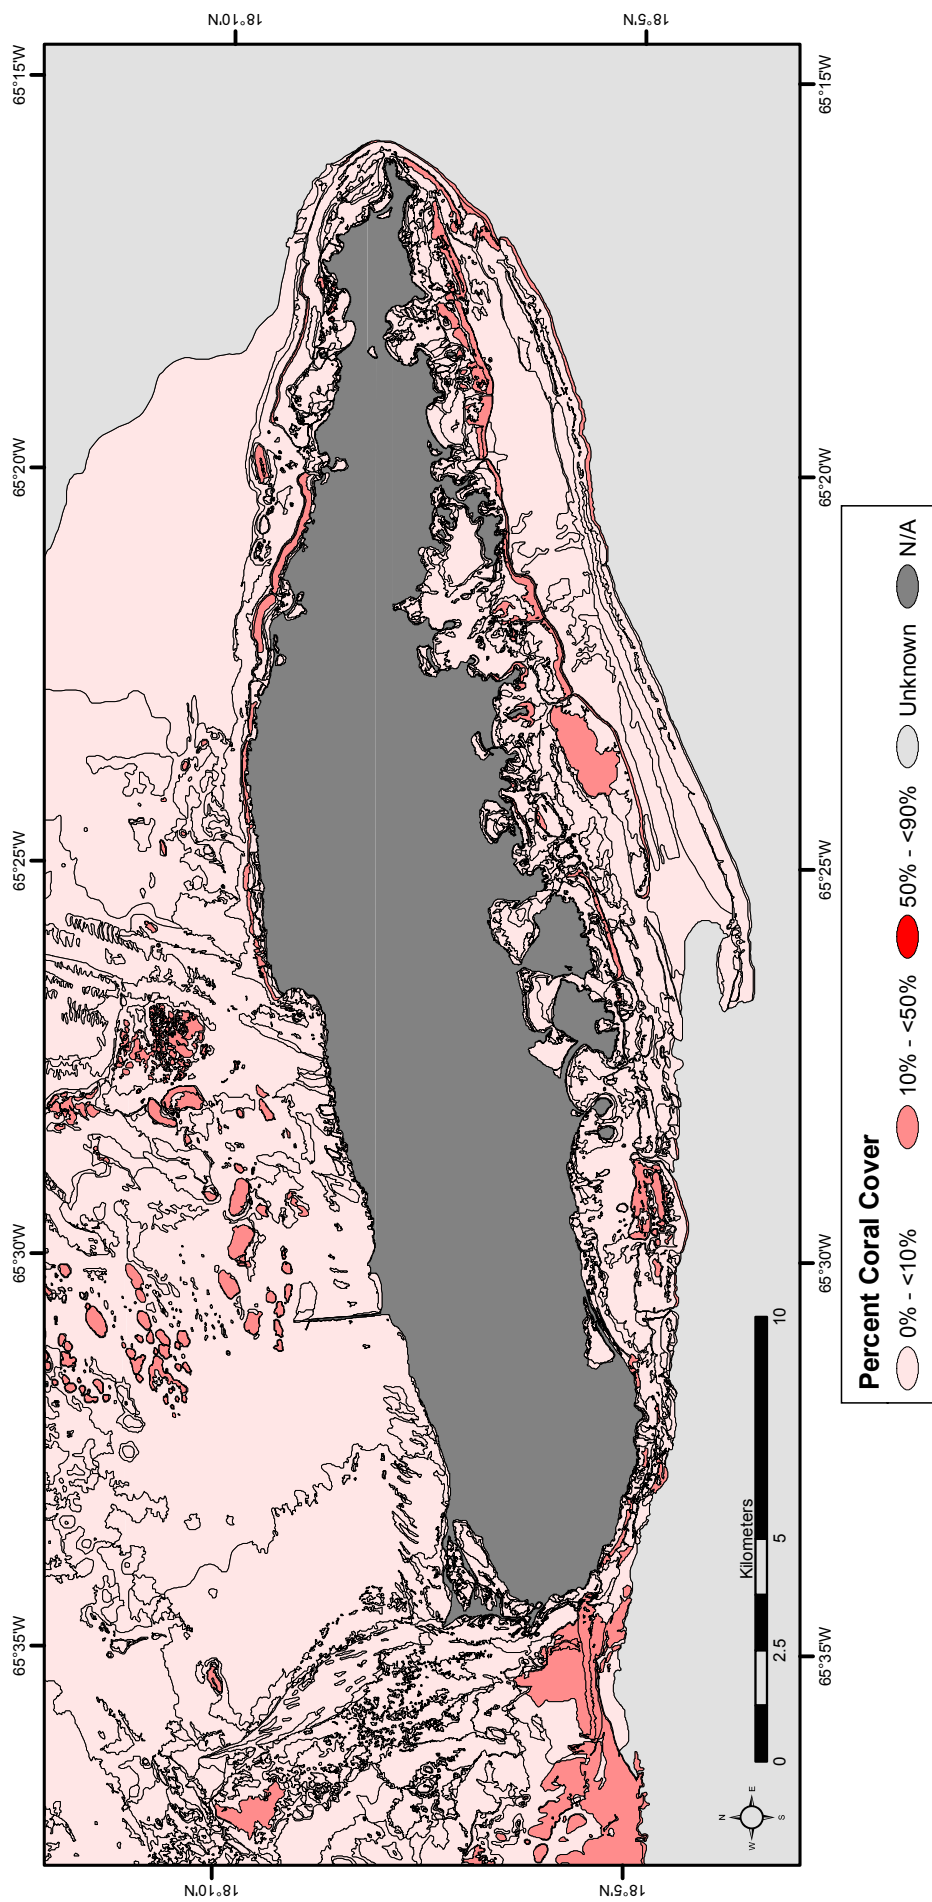 65°35'W 65°30'W 65°25'W 65°20'W 65°15'W
18°10'N 18°10'N
18°5'N 18°5'N
N
W E
S
Kilometers
0 2.5 5 10
65°35'W 65°30'W 65°25'W 65°20'W 65°15'W
Percent Coral Cover
0% - <10% 10% - <50% 50% - <90% Unknown N/A